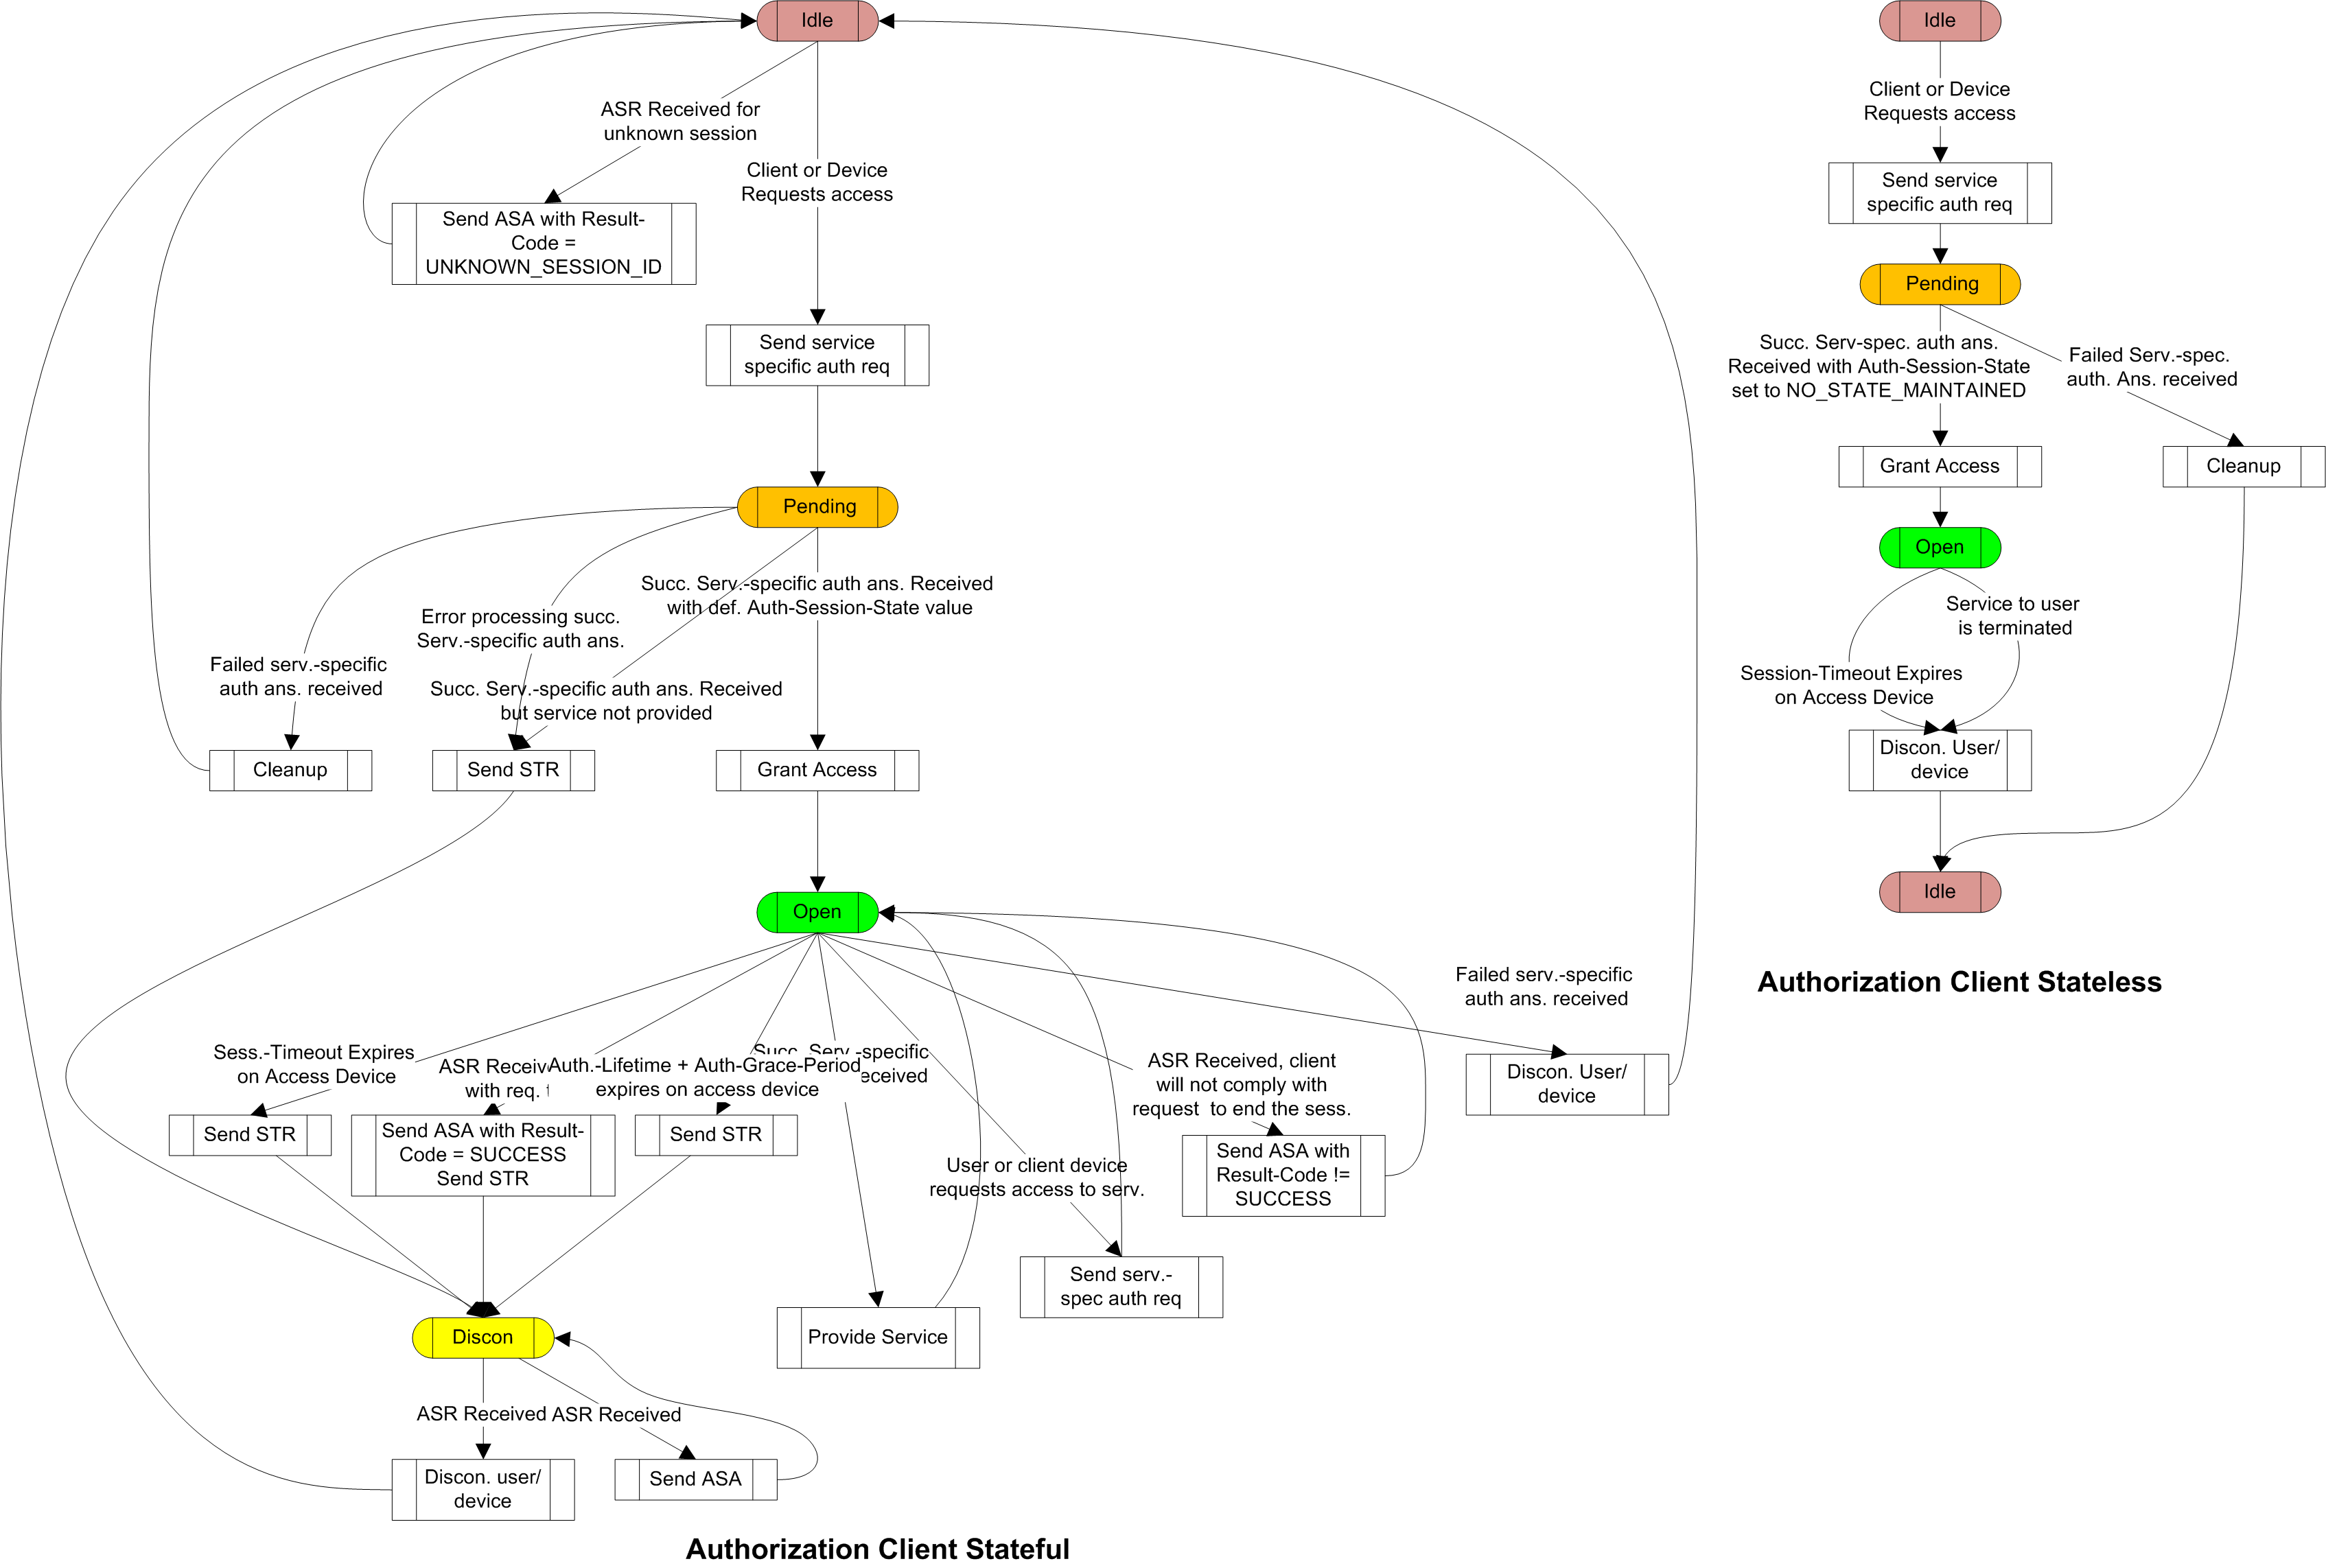 Idle
ASR Received for
unknown session
Client or Device
Requests access
Send ASA with Result-
Code =
UNKNOWN_SESSION_ID
Send service
specific auth req
Pending
Succ. Serv.-specific auth ans. Received
with def. Auth-Session-State value
Error processing succ.
Serv.-specific auth ans.
Failed serv.-specific
auth ans. received
Succ. Serv.-specific auth ans. Received
but service not provided
Cleanup
Send STR
Grant Access
Open
Failed serv.-specific
auth ans. received
Sess.-Timeout Expires
on Access Device
ASR
with req.
Auth.-Lifetime + Auth-Grace-Period
expires on access device
Succ. Serv.-specific
ASR Received, client
will not comply with
request to end the sess.
Discon. User/
device
Send STR
Send ASA with Result-
Code = SUCCESS
Send STR
Send STR
User or client device
requests access to serv.
Send ASA with
Result-Code !=
SUCCESS
Send serv.-
spec auth req
Discon
Provide Service
ASR Received
ASR Received
Discon. user/
device
Send ASA
Authorization Client Stateful
Idle
Client or Device
Requests access
Send service
specific auth req
Pending
Succ. Serv-spec. auth ans.
Received with Auth-Session-State
set to NO_STATE_MAINTAINED
Failed Serv.-spec.
auth. Ans. received
Grant Access
Cleanup
Open
Service to user
is terminated
Session-Timeout Expires
on Access Device
Discon. User/
device
Idle
Authorization Client Stateless